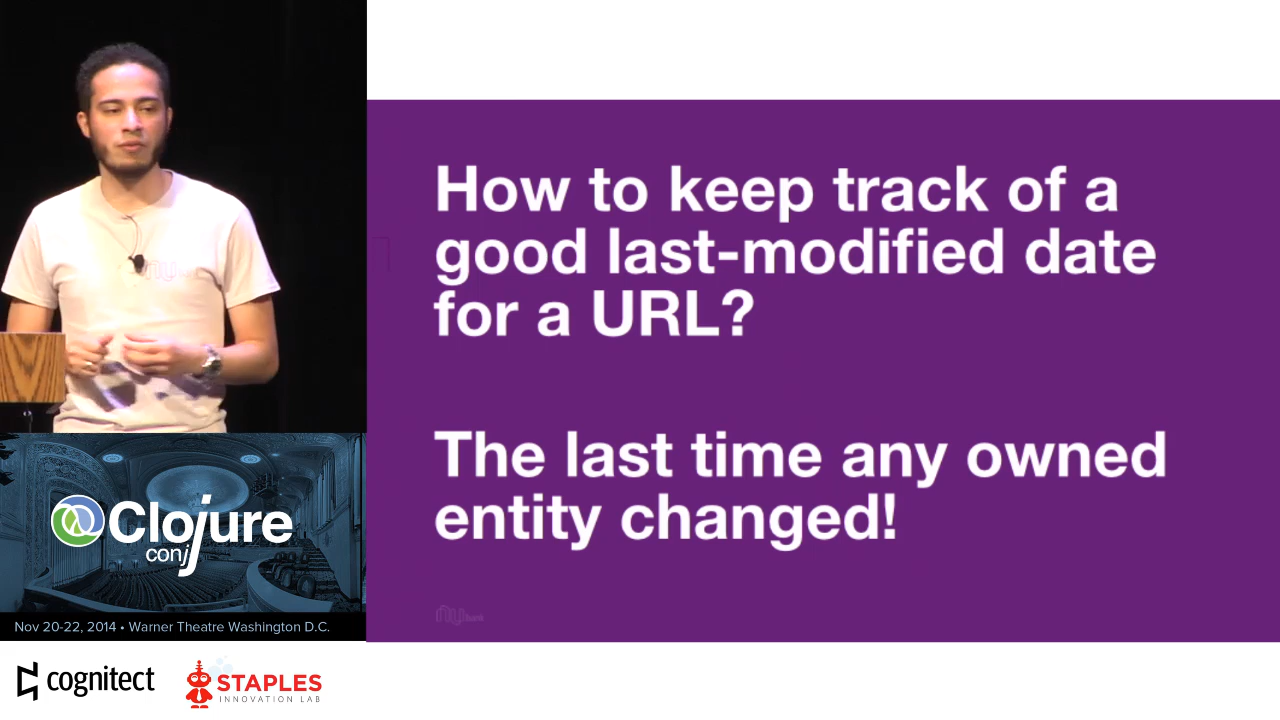 How to keep track of a
good last-modified date
for a URL?
The last time any owned
entity changed!
nu
Clojure
conj
Nov 20-22, 2014 • Warner Theatre Washington D.C.
cognitect
STAPLES
INNOVATION LAB